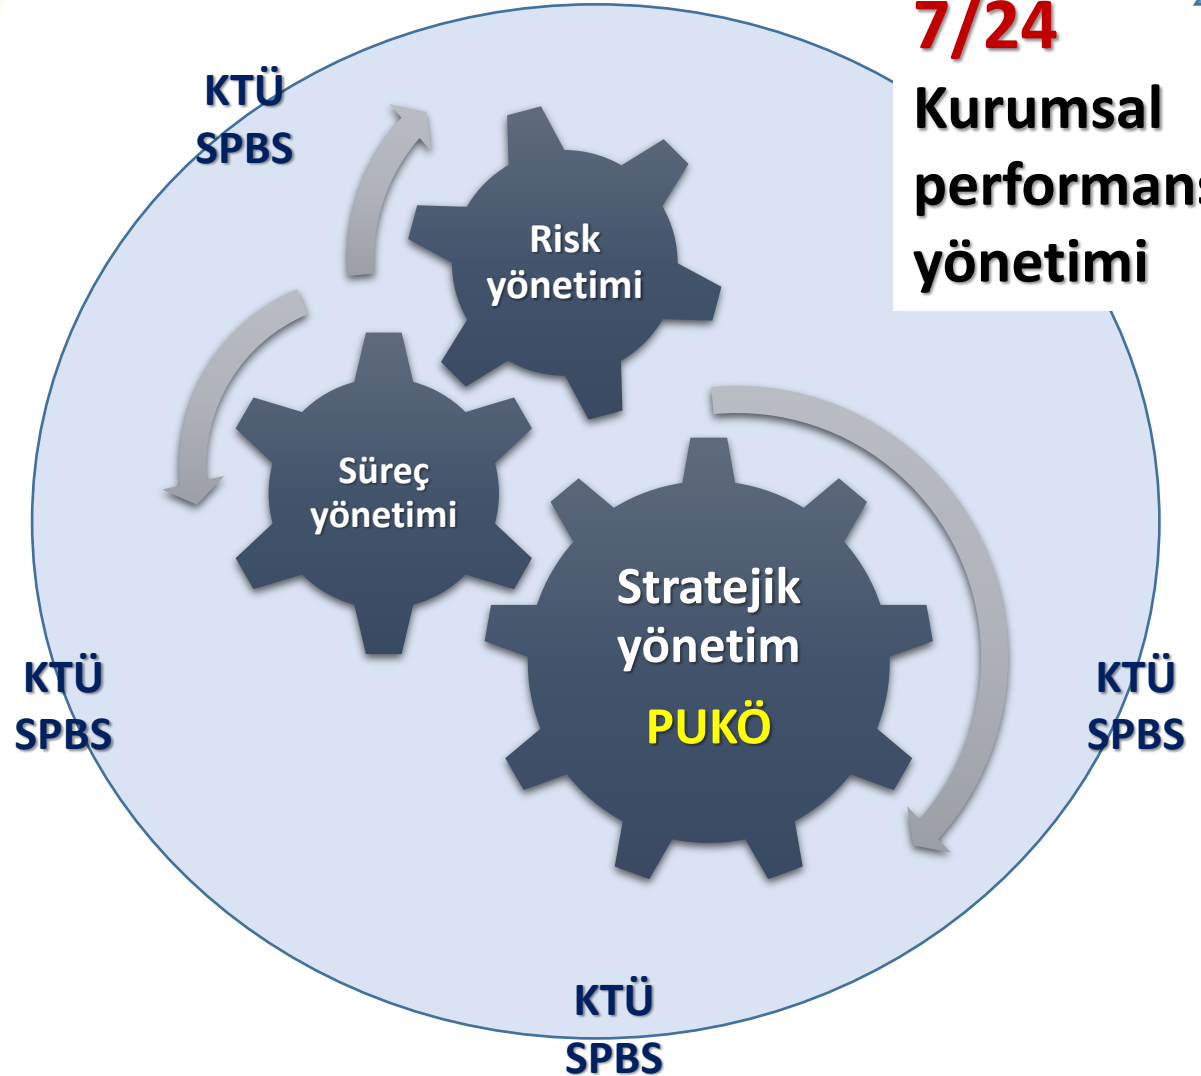 7/24
Kurumsal
performans
yönetimi
KTÜ
SPBS
Risk
yönetimi
Süreç
yönetimi
Stratejik
yönetim
PUKÖ
KTÜ
SPBS
KTÜ
SPBS
KTÜ
SPBS